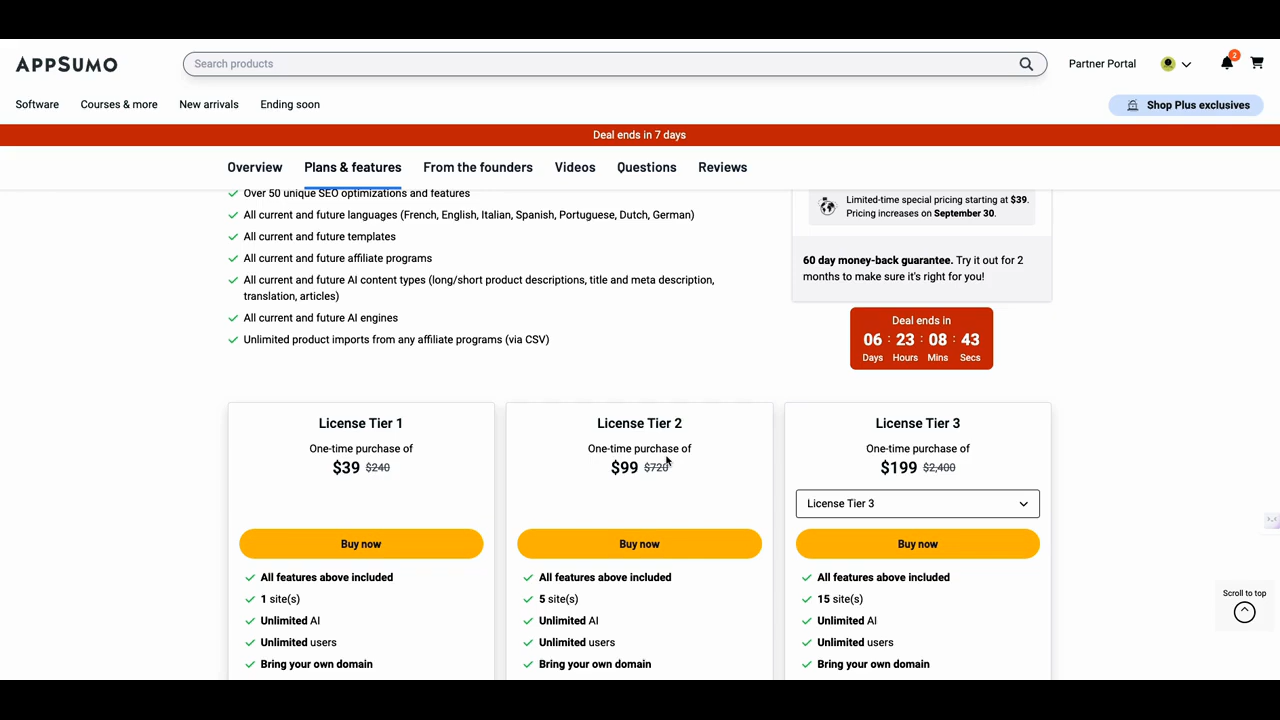 APPSUMO
Search products
Partner Portal
2
Software
Courses & more
New arrivals
Ending soon
Shop Plus exclusives
Deal ends in 7 days
Overview
Plans & features
From the founders
Videos
Questions
Reviews
Over 50 unique SEO optimizations and features
All current and future languages (French, English, Italian, Spanish, Portuguese, Dutch, German)
All current and future templates
All current and future affiliate programs
All current and future AI content types (long/short product descriptions, title and meta description,
translation, articles)
All current and future AI engines
Unlimited product imports from any affiliate programs (via CSV)
Limited-time special pricing starting at $39.
Pricing increases on September 30.
60 day money-back guarantee. Try it out for 2
months to make sure it's right for you!
Deal ends in
06 : 23 : 08 : 43
Days Hours Mins Secs
License Tier 1
One-time purchase of
$39 $240
Buy now
All features above included
1 site(s)
Unlimited AI
Unlimited users
Bring your own domain
License Tier 2
One-time purchase of
$99 $720
Buy now
All features above included
5 site(s)
Unlimited AI
Unlimited users
Bring your own domain
License Tier 3
One-time purchase of
$199 $2,400
License Tier 3
Buy now
All features above included
15 site(s)
Unlimited AI
Unlimited users
Bring your own domain
Scroll to top